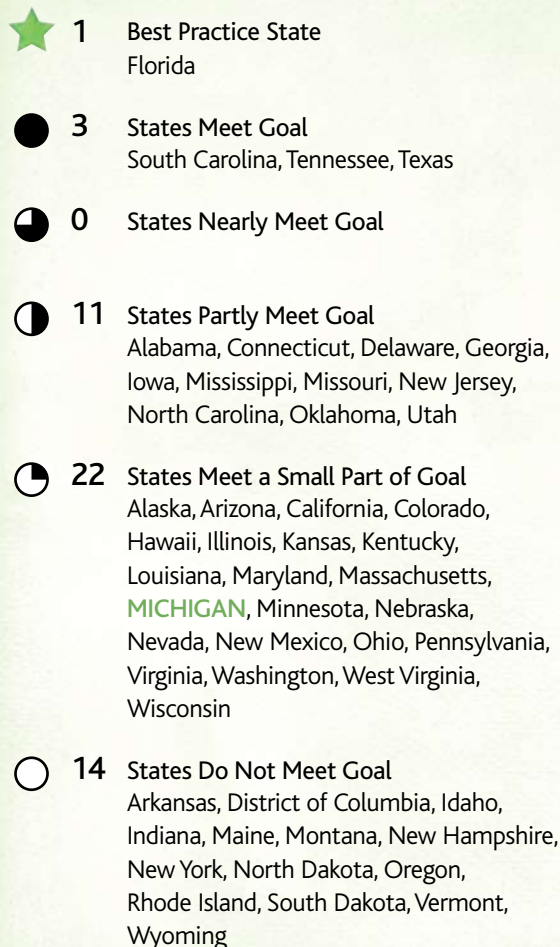 1 Best Practice State
Florida
3 States Meet Goal
South Carolina, Tennessee, Texas
0 States Nearly Meet Goal
11 States Partly Meet Goal
Alabama, Connecticut, Delaware, Georgia,
Iowa, Mississippi, Missouri, New Jersey,
North Carolina, Oklahoma, Utah
22 States Meet a Small Part of Goal
Alaska, Arizona, California, Colorado,
Hawaii, Illinois, Kansas, Kentucky,
Louisiana, Maryland, Massachusetts,
MICHIGAN, Minnesota, Nebraska,
Nevada, New Mexico, Ohio, Pennsylvania,
Virginia, Washington, West Virginia,
Wisconsin
14 States Do Not Meet Goal
Arkansas, District of Columbia, Idaho,
Indiana, Maine, Montana, New Hampshire,
New York, North Dakota, Oregon,
Rhode Island, South Dakota, Vermont,
Wyoming